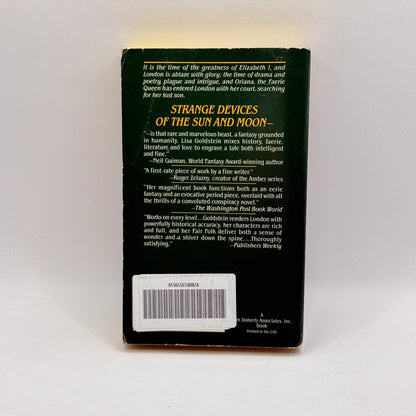 It is the time of the greatness of Elizabeth I, and
London is ablaze with glory; the time of drama and
poetry, plague and intrigue, and Oriana, the Faerie
Queen has entered London with her court, searching
for her lost son.
STRANGE DEVICES
OF THE SUN AND MOON—
"—is that rare and marvelous beast, a fantasy grounded
in humanity. Lisa Goldstein mixes history, faerie,
literature and love to engrave a tale both intelligent
and fine."
—Neil Gaiman, World Fantasy Award-winning author
"A first-rate piece of work by a fine writer."
—Roger Zelazny, creator of the Amber series
"Her magnificent book functions both as an eerie
fantasy and an evocative period piece, overlaid with all
the thrills of a convoluted conspiracy novel."
—The Washington Post Book World
"Works on every level....Goldstein renders London with
powerfully historical accuracy, her characters are rich
and full, and her Fair Folk deliver both a sense of
wonder and a shiver down the spine....Thoroughly
satisfying."
—Publishers Weekly
A
Doherty Associates, Inc.
Book
Printed in the USA